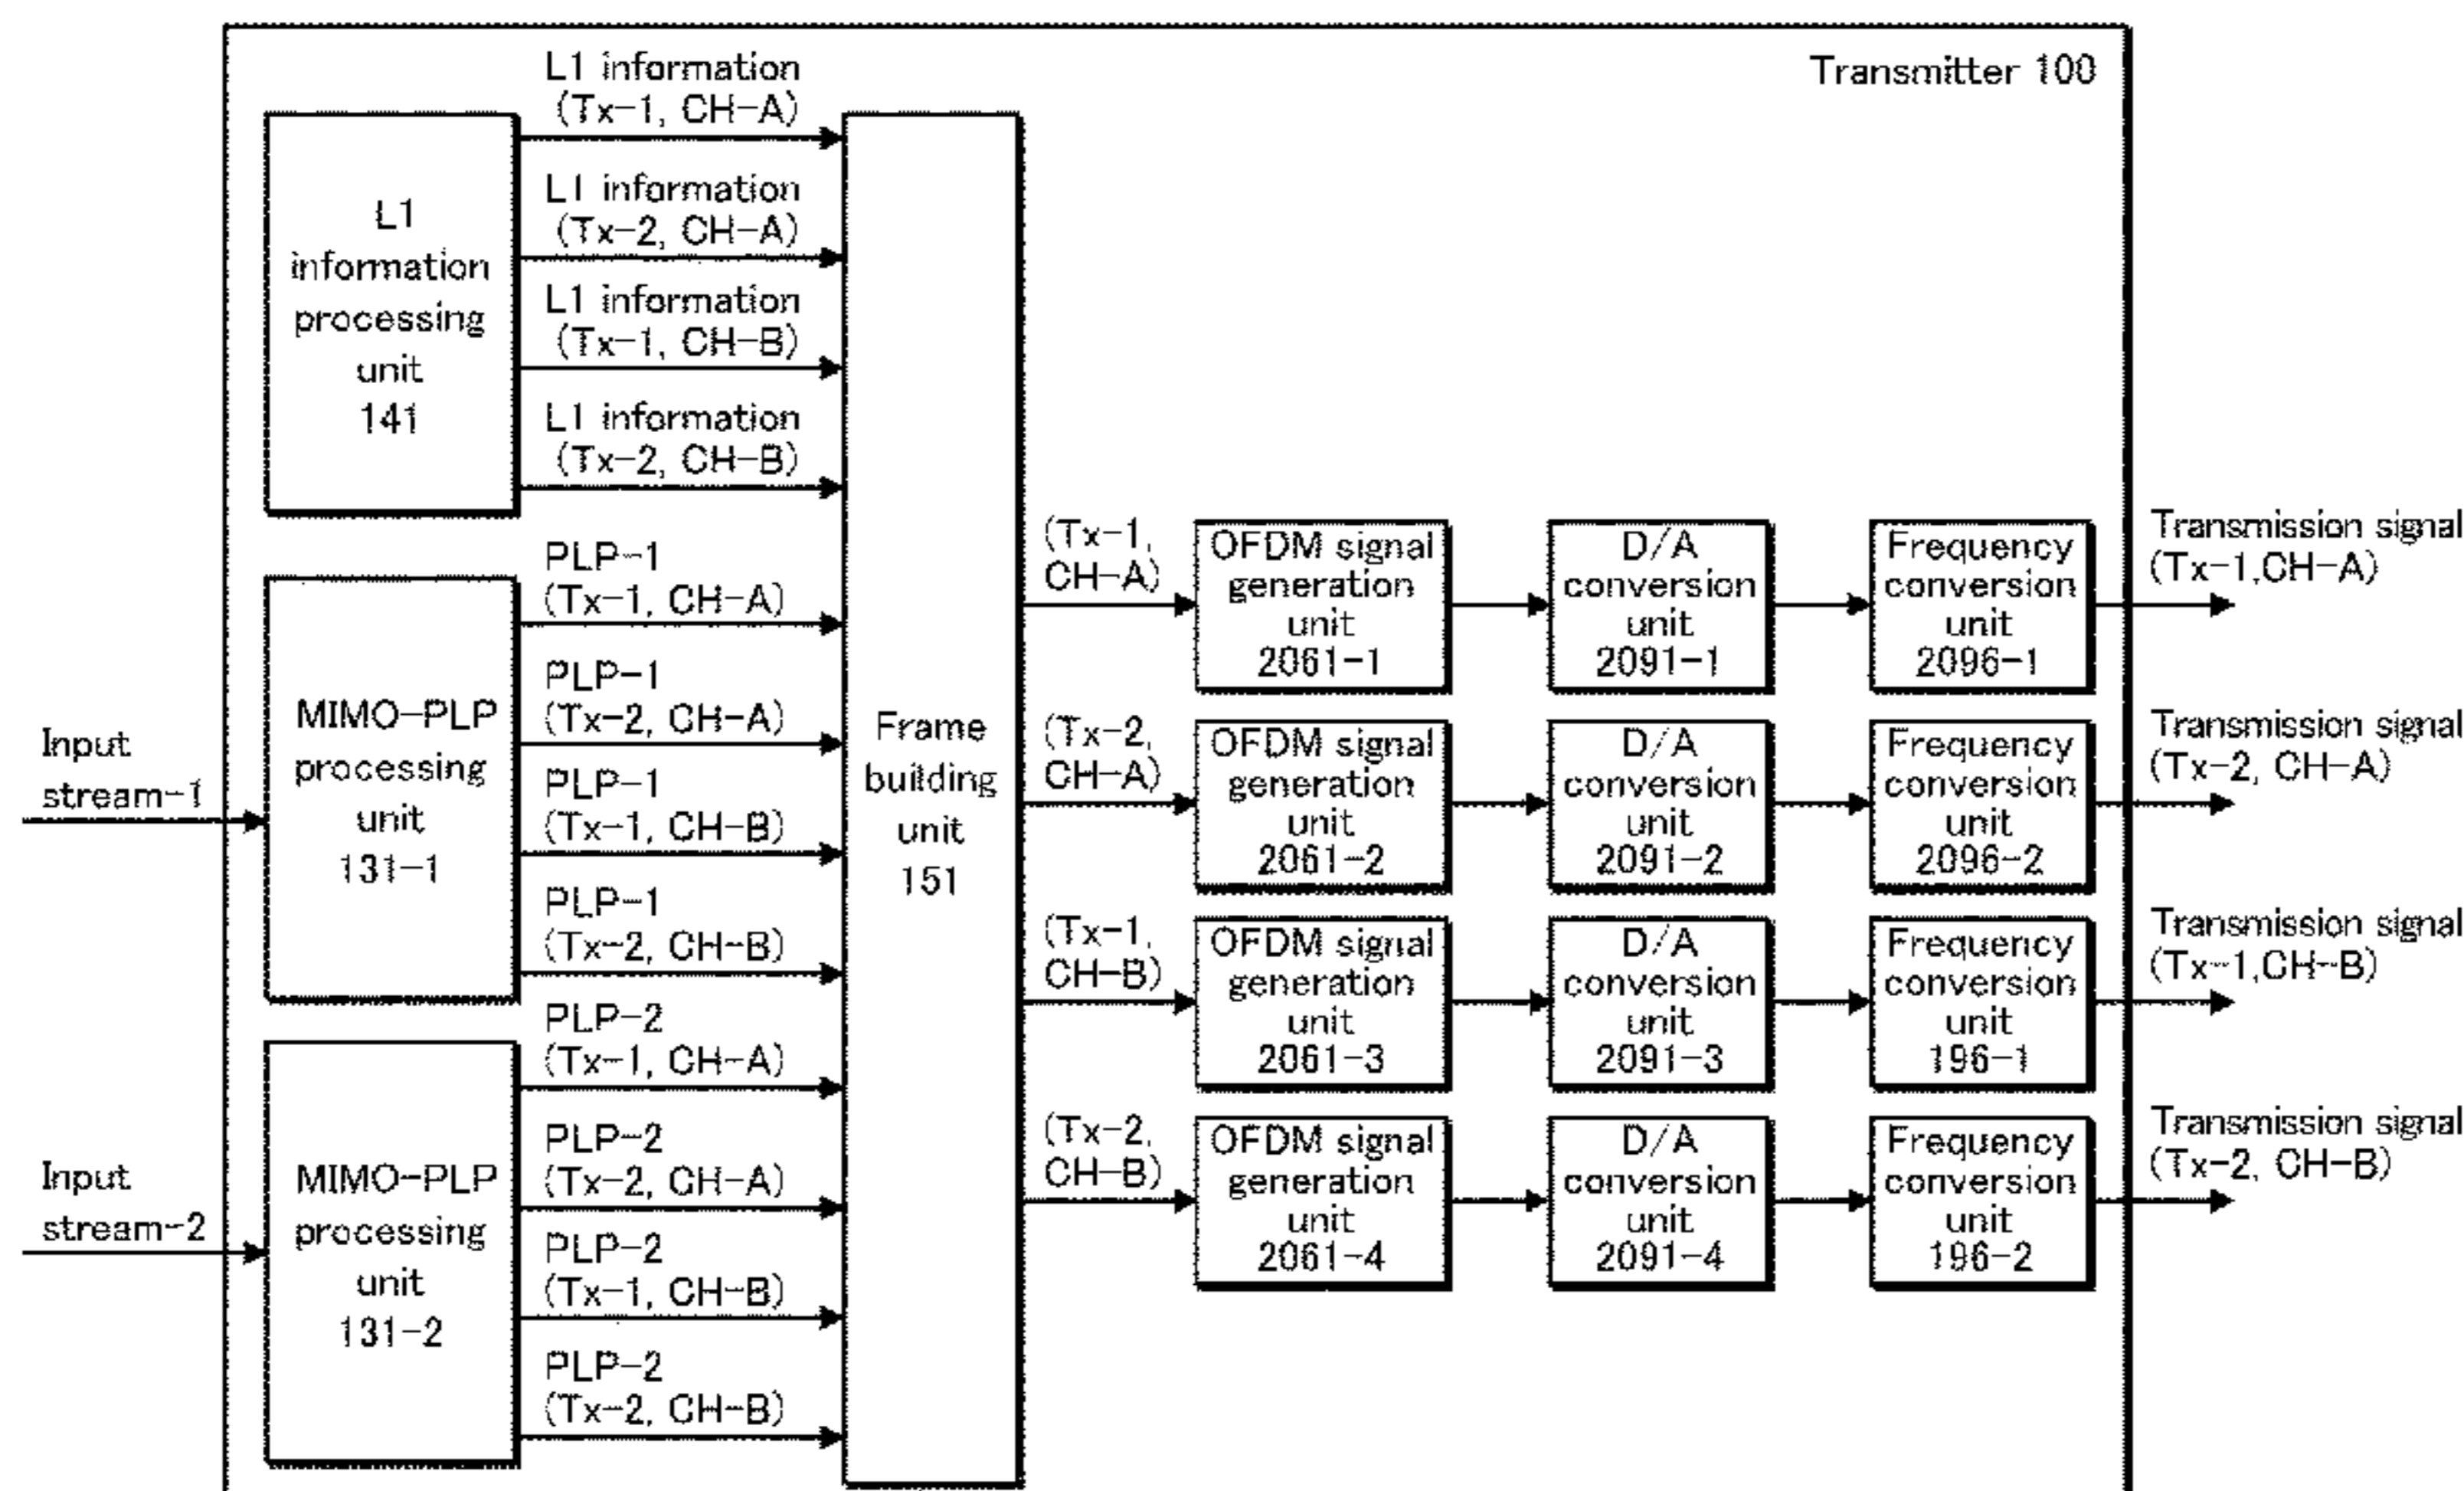 Transmitter 100
L1 information
(Tx-1, CH-A)
L1 information
(Tx-2, CH-A)
L1 information
(Tx-1, CH-B)
L1 information
(Tx-2, CH-B)
L1
information
processing
unit
141
PLP-1
(Tx-1, CH-A)
PLP-1
(Tx-2, CH-A)
PLP-1
(Tx-1, CH-B)
PLP-1
(Tx-2, CH-B)
Input
stream-1
MIMO-PLP
processing
unit
131-1
PLP-2
(Tx-1, CH-A)
PLP-2
(Tx-2, CH-A)
PLP-2
(Tx-1, CH-B)
PLP-2
(Tx-2, CH-B)
Input
stream-2
MIMO-PLP
processing
unit
131-2
Frame
building
unit
151
(Tx-1,
CH-A)
OFDM signal
generation
unit
2061-1
D/A
conversion
unit
2091-1
Frequency
conversion
unit
2096-1
Transmission signal
(Tx-1,CH-A)
(Tx-2,
CH-A)
OFDM signal
generation
unit
2061-2
D/A
conversion
unit
2091-2
Frequency
conversion
unit
2096-2
Transmission signal
(Tx-2, CH-A)
(Tx-1,
CH-B)
OFDM signal
generation
unit
2061-3
D/A
conversion
unit
2091-3
Frequency
conversion
unit
196-1
Transmission signal
(Tx-1,CH-B)
(Tx-2,
CH-B)
OFDM signal
generation
unit
2061-4
D/A
conversion
unit
2091-4
Frequency
conversion
unit
196-2
Transmission signal
(Tx-2, CH-B)